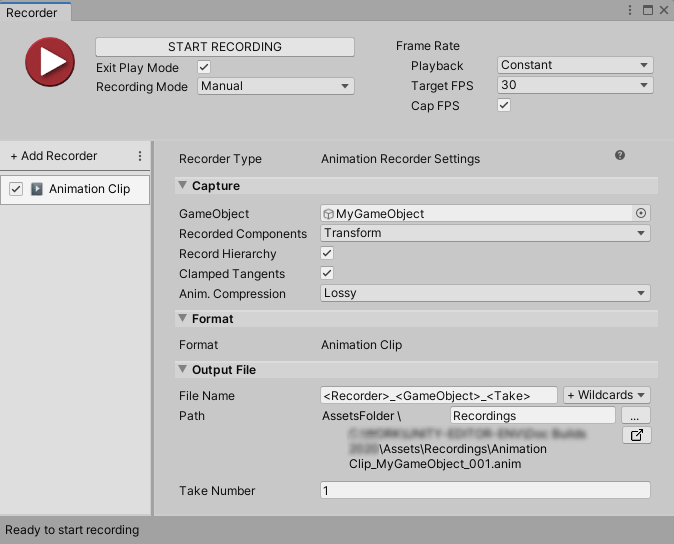 Recorder
START RECORDING
Exit Play Mode
Recording Mode Manual
Frame Rate
Playback Constant
Target FPS 30
Cap FPS
+ Add Recorder
Animation Clip
Recorder Type Animation Recorder Settings
Capture
GameObject MyGameObject
Recorded Components Transform
Record Hierarchy
Clamped Tangents
Anim. Compression Lossy
Format
Format Animation Clip
Output File
File Name <Recorder>_<GameObject>_<Take> + Wildcards
Path AssetsFolder \ Recordings ...
\Assets\Recordings\Animation
Clip_MyGameObject_001.anim
Take Number 1
Ready to start recording